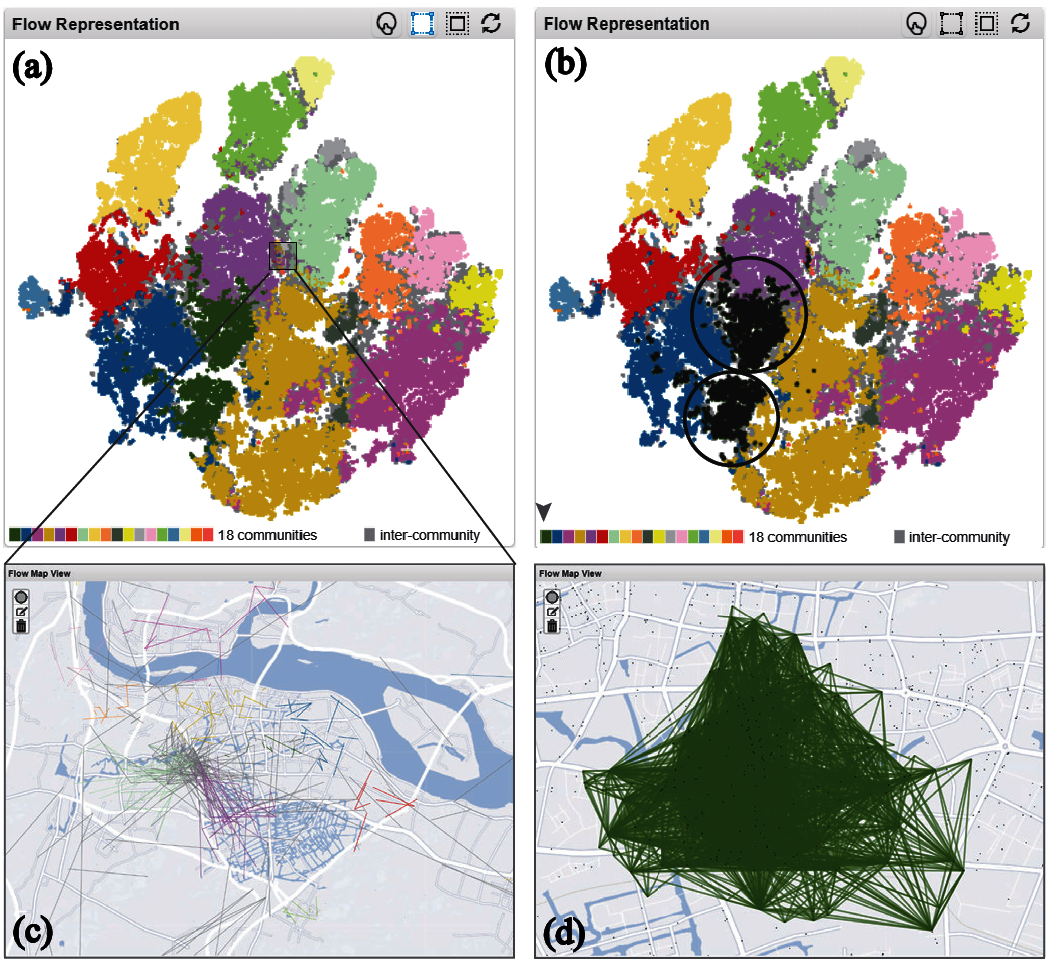 Flow Representation
(a)
18 communities
inter-community
Flow Representation
(b)
18 communities
inter-community
Flow Map View
(c)
Flow Map View
(d)